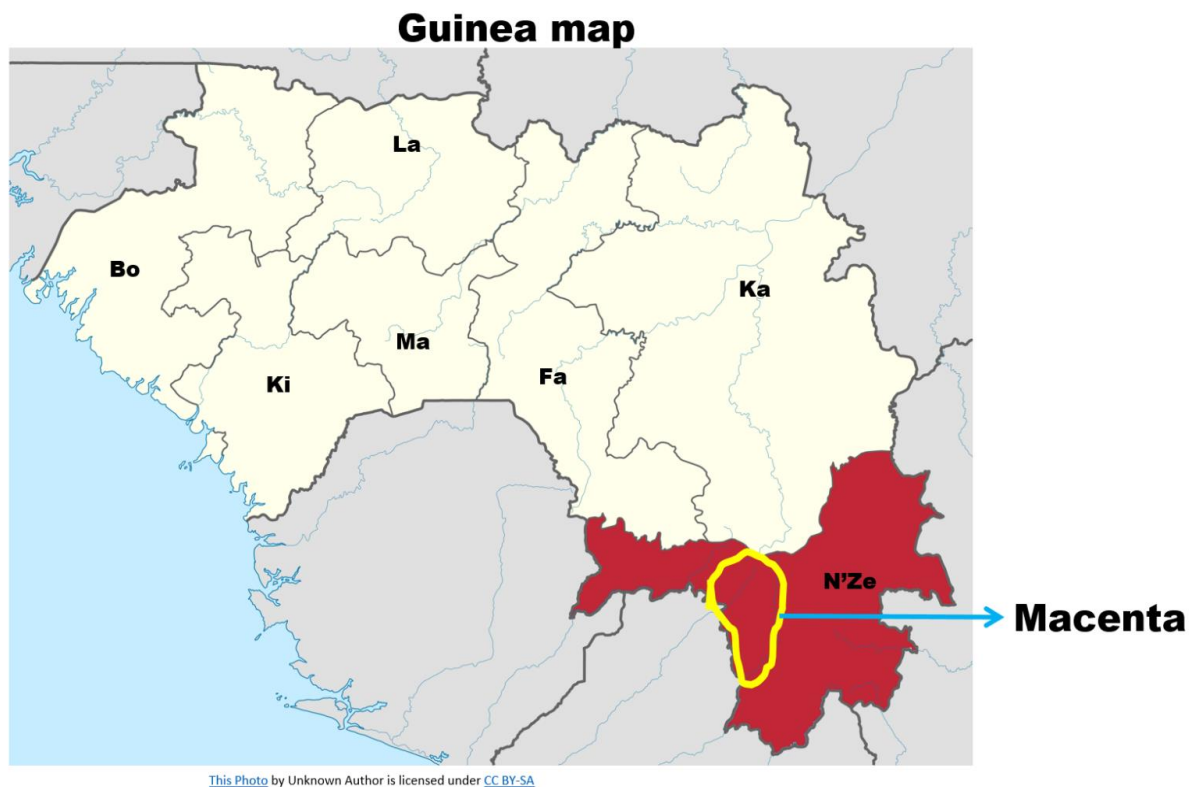 Guinea map
La
Bo
Ka
Ma
Ki
Fa
N'Ze
Macenta
This Photo by Unknown Author is licensed under CC BY-SA